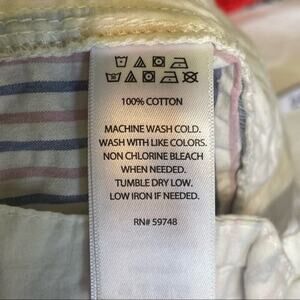 100% COTTON
MACHINE WASH COLD.
WASH WITH LIKE COLORS.
NON CHLORINE BLEACH
WHEN NEEDED.
TUMBLE DRY LOW.
LOW IRON IF NEEDED.
RN# 59748